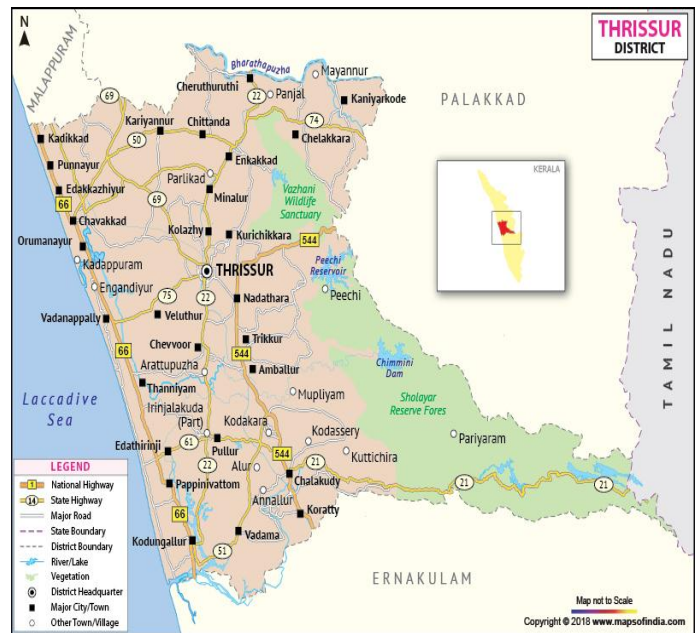 N
THRISSUR
DISTRICT
MALAPPURAM
Bharathapuzha
Mayannur
Cheruthuruthi
Panjal
Kaniyarkode
PALAKKAD
69
22
Kariyannur
Chittanda
74
Kadikkad
50
Chelakkara
Punnayur
Enkakkad
Parlikad
Edakkazhiyur
Minalur
Vazhani
Wildlife
Sanctuary
KERALA
66
69
Chavakkad
Kolazhy
Kurichikkara
Orumanayur
544
Kadappuram
THRISSUR
Peechi
Reservoir
Engandiyur
75
22
Nadathara
Peechi
Vadanappally
Veluthur
Trikkur
66
Chevvoor
544
Arattupuzha
Amballur
Chimmini
Dam
Thanniyam
Laccadive
Sea
Mupliyam
Irinjalakuda
(Part)
Sholayar
Reserve Fores
Kodakara
Kodassery
Pariyaram
Edathirinji
61
Pullur
544
Kuttichira
22
Alur
21
Pappinivattom
Chalakudy
21
21
Annallur
66
Koratty
Kodungallur
Vadama
51
ERNAKULAM
TAMIL NADU
LEGEND
1 National Highway
14 State Highway
Major Road
State Boundary
District Boundary
River/Lake
Vegetation
District Headquarter
Major City/Town
Other Town/Village
Map not to Scale
Copyright © 2018 www.mapsofindia.com